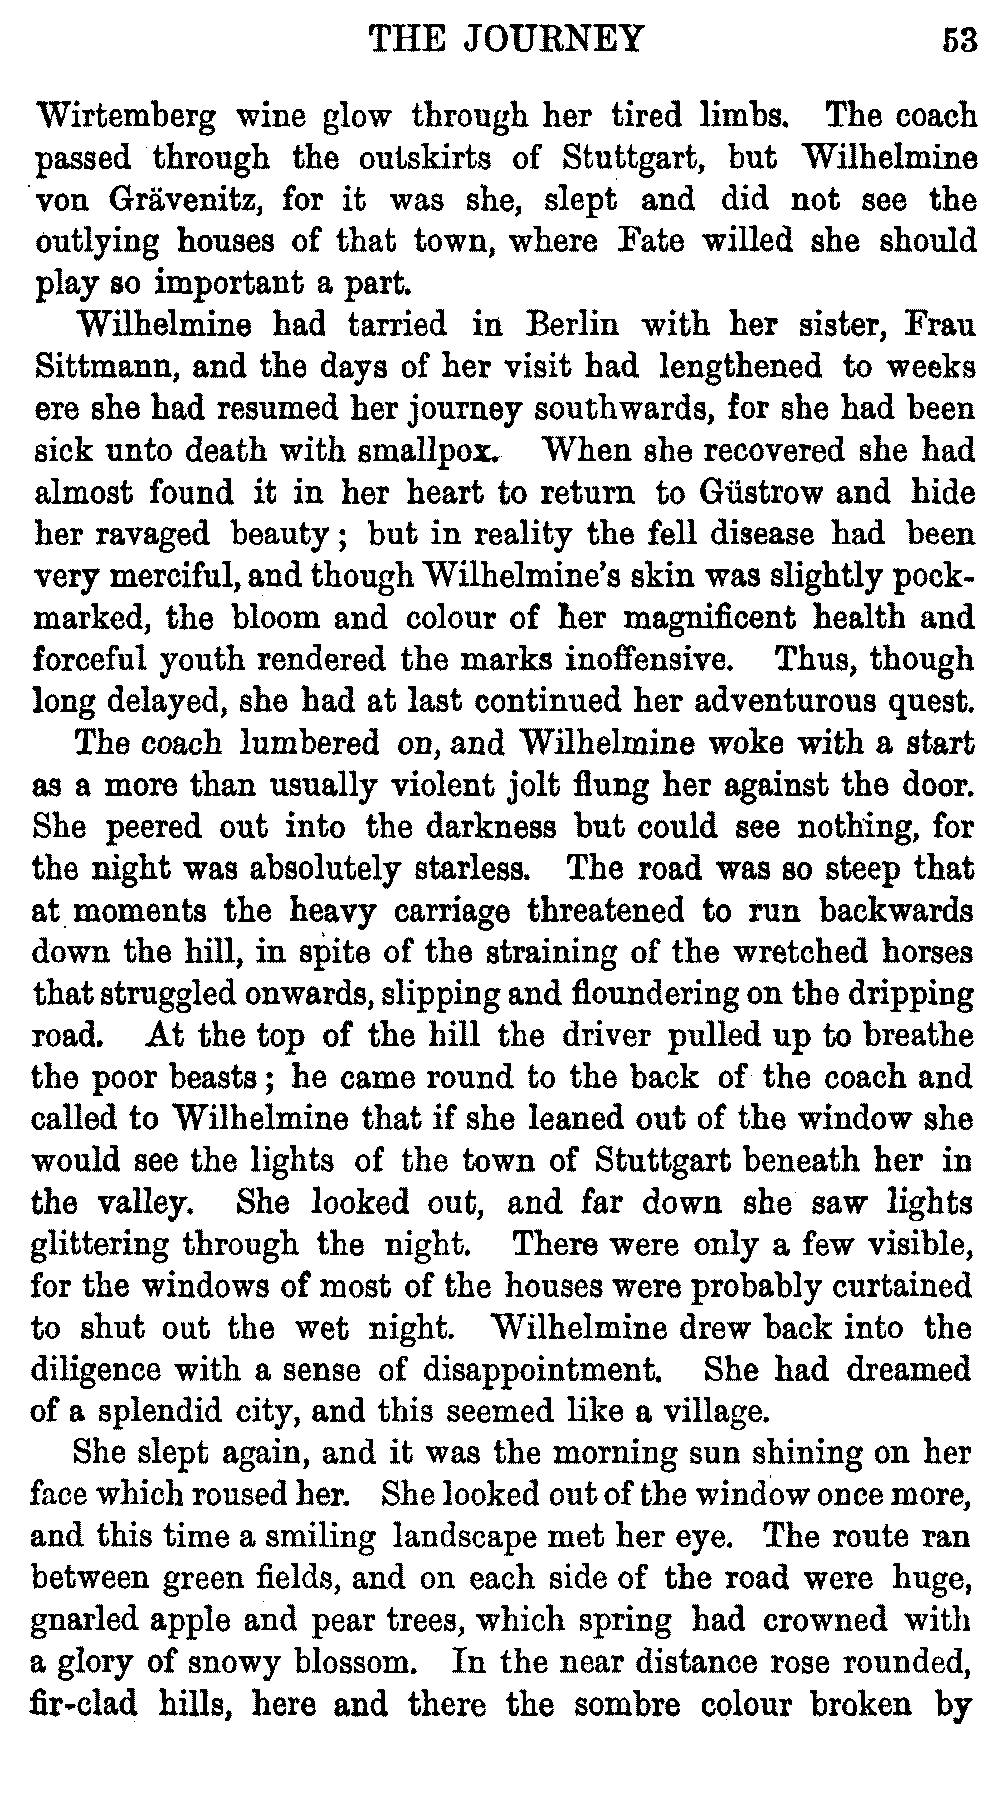 THE JOURNEY 53
Wirtemberg wine glow through her tired limbs. The coach
passed through the outskirts of Stuttgart, but Wilhelmine
von Grävenitz, for it was she, slept and did not see the
outlying houses of that town, where Fate willed she should
play so important a part.
Wilhelmine had tarried in Berlin with her sister, Frau
Sittmann, and the days of her visit had lengthened to weeks
ere she had resumed her journey southwards, for she had been
sick unto death with smallpox. When she recovered she had
almost found it in her heart to return to Güstrow and hide
her ravaged beauty; but in reality the fell disease had been
very merciful, and though Wilhelmine's skin was slightly pock-
marked, the bloom and colour of her magnificent health and
forceful youth rendered the marks inoffensive. Thus, though
long delayed, she had at last continued her adventurous quest.
The coach lumbered on, and Wilhelmine woke with a start
as a more than usually violent jolt flung her against the door.
She peered out into the darkness but could see nothing, for
the night was absolutely starless. The road was so steep that
at moments the heavy carriage threatened to run backwards
down the hill, in spite of the straining of the wretched horses
that struggled onwards, slipping and floundering on the dripping
road. At the top of the hill the driver pulled up to breathe
the poor beasts; he came round to the back of the coach and
called to Wilhelmine that if she leaned out of the window she
would see the lights of the town of Stuttgart beneath her in
the valley. She looked out, and far down she saw lights
glittering through the night. There were only a few visible,
for the windows of most of the houses were probably curtained
to shut out the wet night. Wilhelmine drew back into the
diligence with a sense of disappointment. She had dreamed
of a splendid city, and this seemed like a village.
She slept again, and it was the morning sun shining on her
face which roused her. She looked out of the window once more,
and this time a smiling landscape met her eye. The route ran
between green fields, and on each side of the road were huge,
gnarled apple and pear trees, which spring had crowned with
a glory of snowy blossom. In the near distance rose rounded,
fir-clad hills, here and there the sombre colour broken by